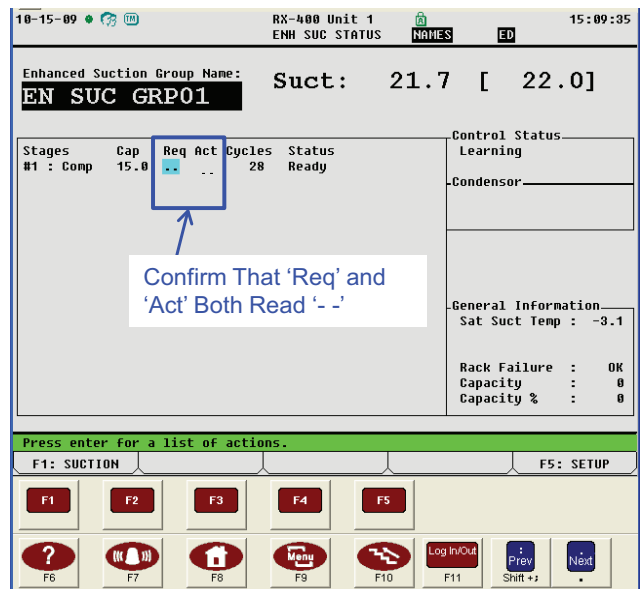 10-15-09 TM RX-400 Unit 1 15:09:35
ENH SUC STATUS NAMES ED
Enhanced Suction Group Name:
EN SUC GRP01
Suct: 21.7 [ 22.0]
Stages Cap Req Act Cycles Status
#1 : Comp 15.0 -- -- 28 Ready
Control Status
Learning
Condensor
Confirm That ‘Req’ and
‘Act’ Both Read ‘- -’
General Information
Sat Suct Temp : -3.1
Rack Failure : OK
Capacity : 0
Capacity % : 0
Press enter for a list of actions.
F1: SUCTION F5: SETUP
F1 F2 F3 F4 F5
? Menu Log In/Out : Prev ; Next
F6 F7 F8 F9 F10 F11 Shift +; .